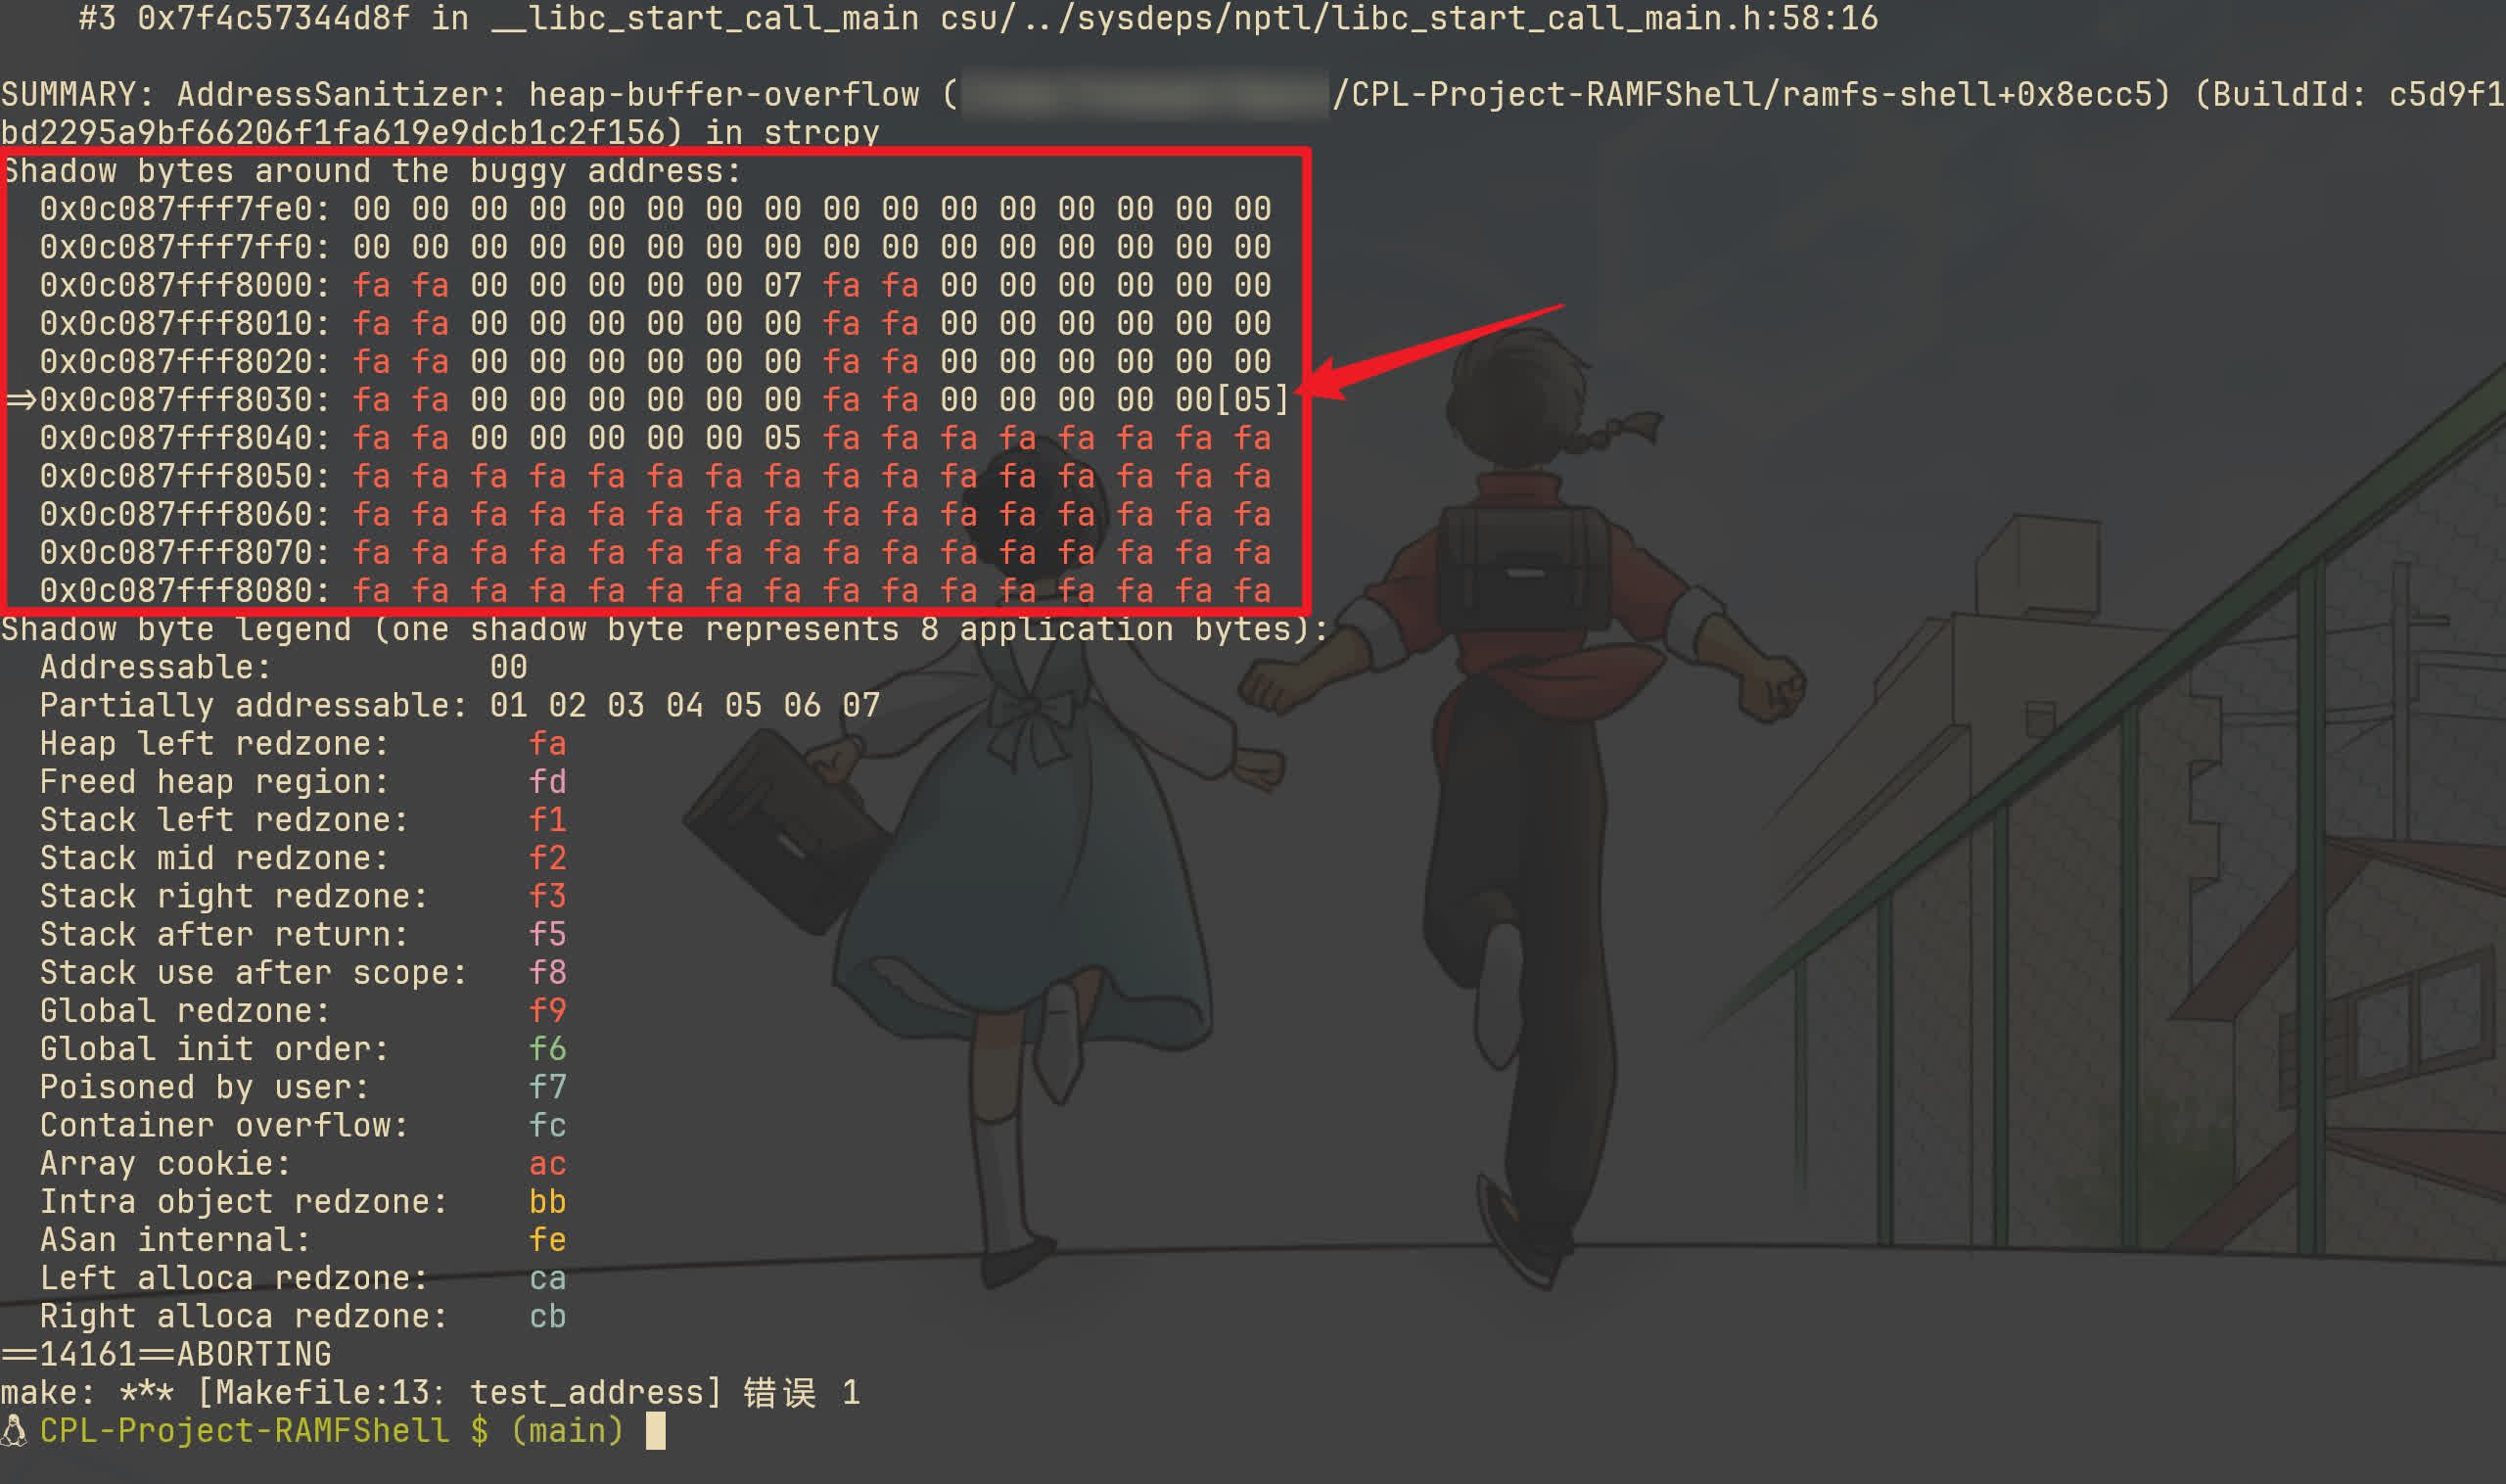 #3 0x7f4c57344d8f in __libc_start_call_main csu/../sysdeps/nptl/libc_start_call_main.h:58:16
SUMMARY: AddressSanitizer: heap-buffer-overflow (/CPL-Project-RAMFShell/ramfs-shell+0x8ecc5) (BuildId: c5d9f1
bd2295a9bf66206f1fa619e9dcb1c2f156) in strcpy
Shadow bytes around the buggy address:
0x0c087fff7fe0: 00 00 00 00 00 00 00 00 00 00 00 00 00 00 00 00
0x0c087fff7ff0: 00 00 00 00 00 00 00 00 00 00 00 00 00 00 00 00
0x0c087fff8000: fa fa 00 00 00 00 00 07 fa fa 00 00 00 00 00 00
0x0c087fff8010: fa fa 00 00 00 00 00 00 fa fa 00 00 00 00 00 00
0x0c087fff8020: fa fa 00 00 00 00 00 00 fa fa 00 00 00 00 00 00
=>0x0c087fff8030: fa fa 00 00 00 00 00 00 fa fa 00 00 00 00 00[05]
0x0c087fff8040: fa fa 00 00 00 00 00 05 fa fa fa fa fa fa fa fa
0x0c087fff8050: fa fa fa fa fa fa fa fa fa fa fa fa fa fa fa fa
0x0c087fff8060: fa fa fa fa fa fa fa fa fa fa fa fa fa fa fa fa
0x0c087fff8070: fa fa fa fa fa fa fa fa fa fa fa fa fa fa fa fa
0x0c087fff8080: fa fa fa fa fa fa fa fa fa fa fa fa fa fa fa fa
Shadow byte legend (one shadow byte represents 8 application bytes):
Addressable: 00
Partially addressable: 01 02 03 04 05 06 07
Heap left redzone: fa
Freed heap region: fd
Stack left redzone: f1
Stack mid redzone: f2
Stack right redzone: f3
Stack after return: f5
Stack use after scope: f8
Global redzone: f9
Global init order: f6
Poisoned by user: f7
Container overflow: fc
Array cookie: ac
Intra object redzone: bb
ASan internal: fe
Left alloca redzone: ca
Right alloca redzone: cb
==14161==ABORTING
make: *** [Makefile:13: test_address] 错误 1
CPL-Project-RAMFShell $ (main)